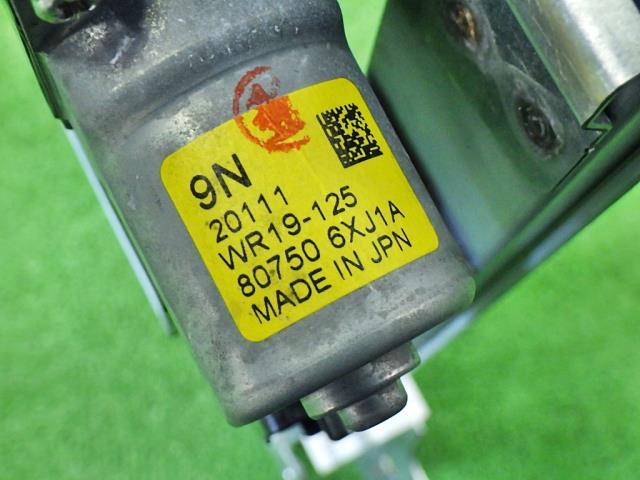 9N
20111
WR19-125
80750 6XJ1A
MADE IN JPN